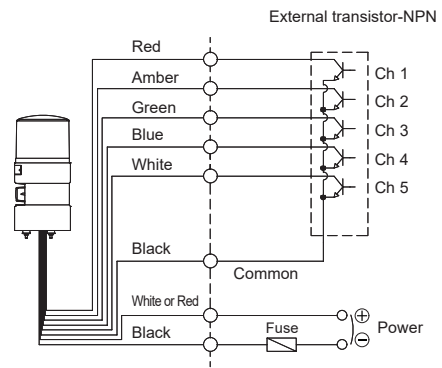 External transistor-NPN
Red
Ch 1
Amber
Ch 2
Green
Ch 3
Blue
Ch 4
White
Ch 5
Black
Common
White or Red
Fuse
+
Power
Black
−